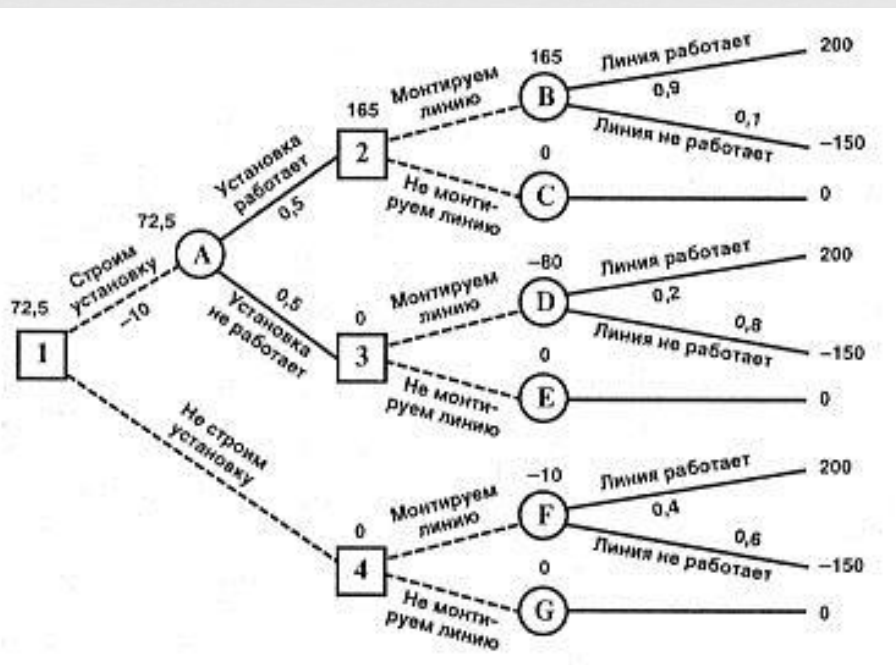 165
Линия работает
200
B
0,9
Монтируем
линию
0,1
Линия не работает
–150
165
2
0
Установка
работает
0,5
Не монти-
руем линию
C
0
72,5
A
–80
Линия работает
200
Строим
установку
–10
0,5
Установка
не работает
Монтируем
линию
D
0,2
0,8
Линия не работает
–150
72,5
1
0
3
0
Не монти-
руем линию
E
0
Не строим
установку
–10
Линия работает
200
Монтируем
линию
F
0,4
0,6
Линия не работает
–150
0
4
0
Не монти-
руем линию
G
0